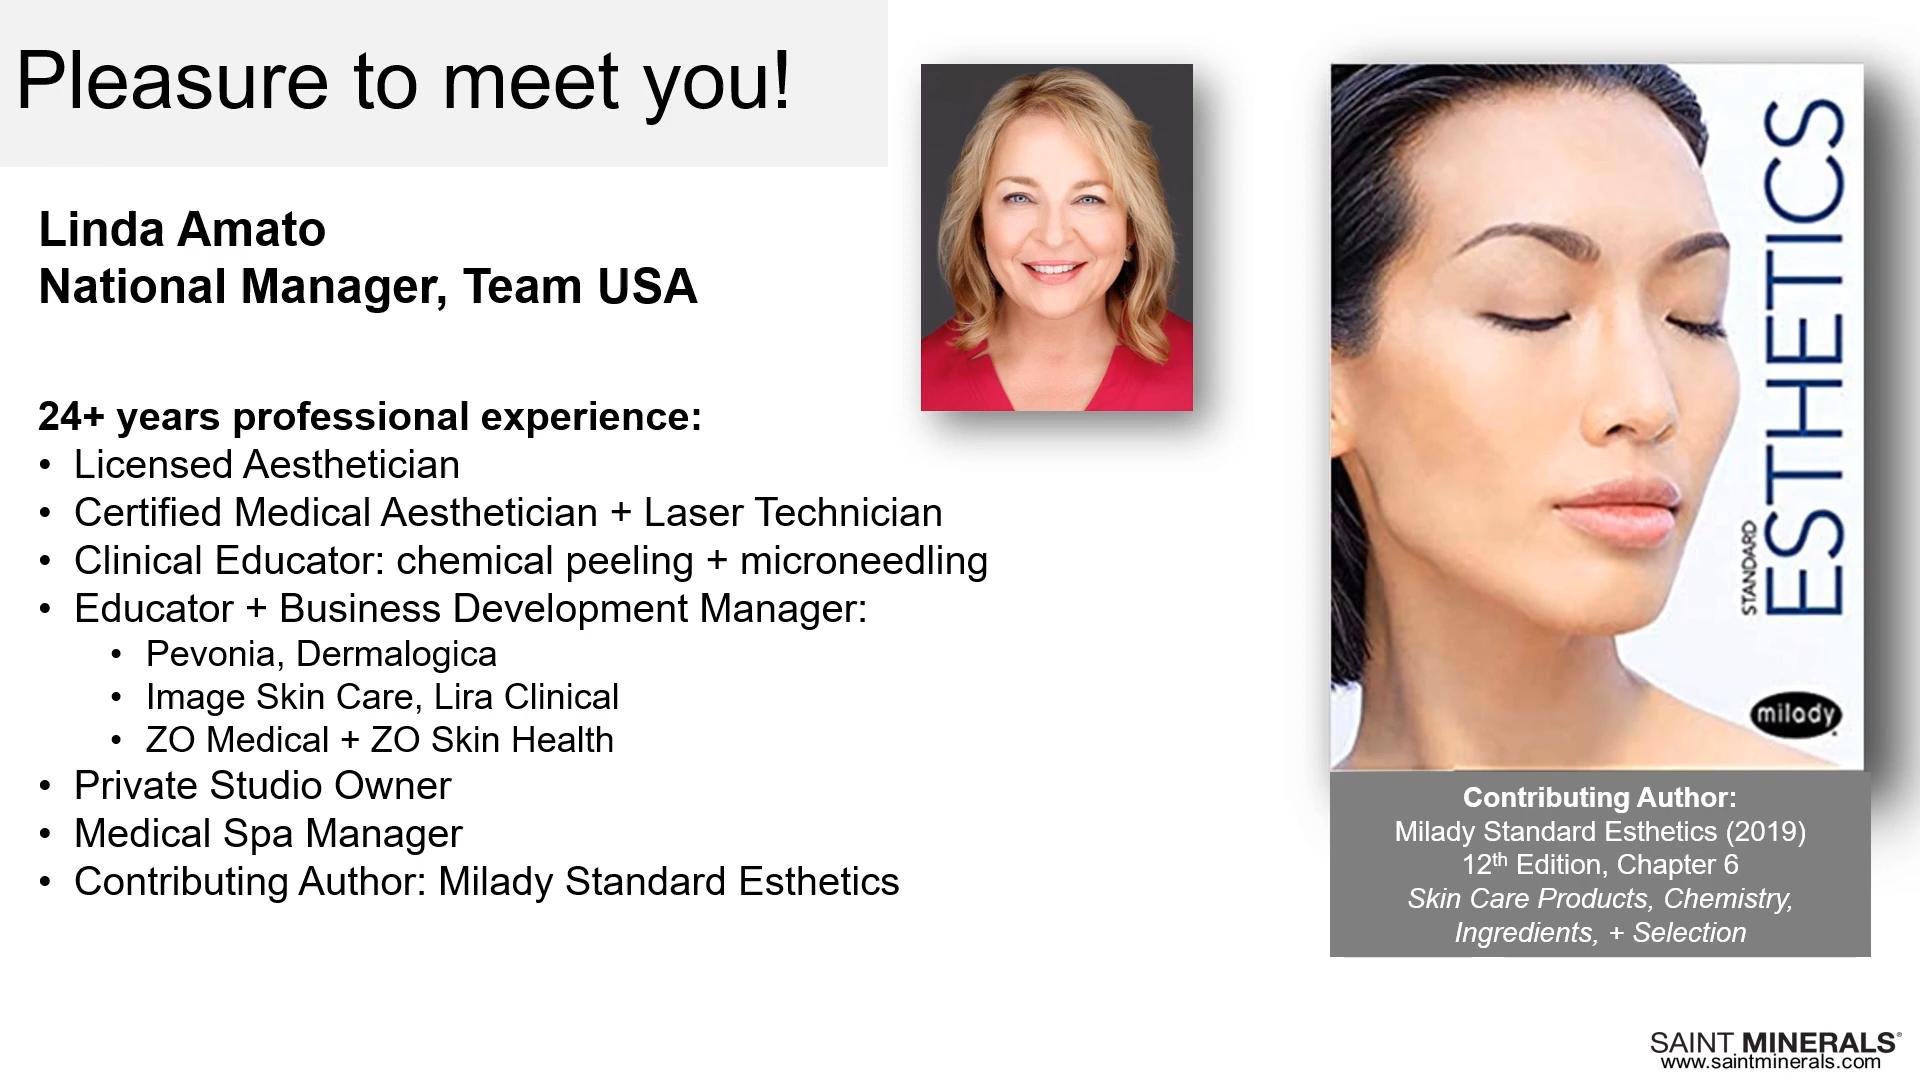 Pleasure to meet you!
Linda Amato
National Manager, Team USA
24+ years professional experience:
• Licensed Aesthetician
• Certified Medical Aesthetician + Laser Technician
• Clinical Educator: chemical peeling + microneedling
• Educator + Business Development Manager:
• Pevonia, Dermalogica
• Image Skin Care, Lira Clinical
• ZO Medical + ZO Skin Health
• Private Studio Owner
• Medical Spa Manager
• Contributing Author: Milady Standard Esthetics
STANDARD
ESTHETICS
milady
Contributing Author:
Milady Standard Esthetics (2019)
12th Edition, Chapter 6
Skin Care Products, Chemistry,
Ingredients, + Selection
SAINT MINERALS®
www.saintminerals.com